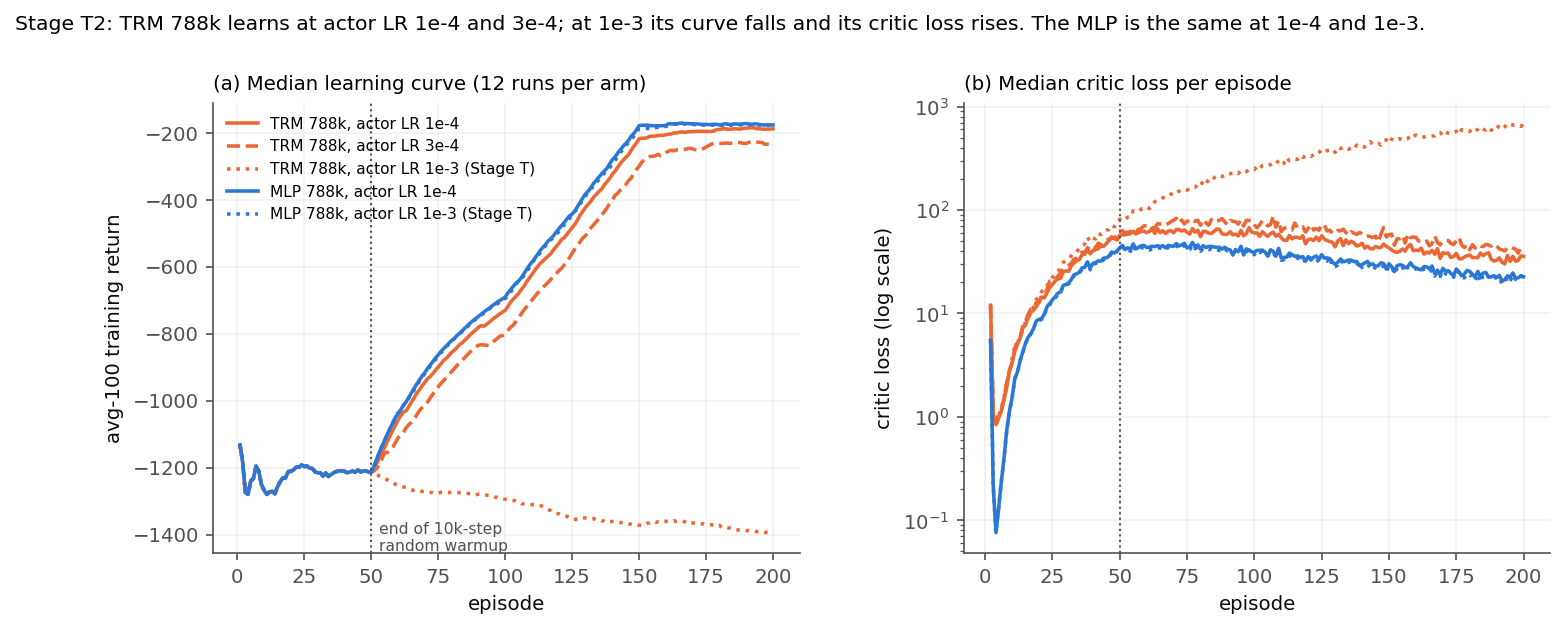 Stage T2: TRM 788k learns at actor LR 1e-4 and 3e-4; at 1e-3 its curve falls and its critic loss rises. The MLP is the same at 1e-4 and 1e-3.
(a) Median learning curve (12 runs per arm)
TRM 788k, actor LR 1e-4
TRM 788k, actor LR 3e-4
TRM 788k, actor LR 1e-3 (Stage T)
MLP 788k, actor LR 1e-4
MLP 788k, actor LR 1e-3 (Stage T)
−200
−400
−600
−800
−1000
−1200
−1400
avg-100 training return
end of 10k-step
random warmup
0 25 50 75 100 125 150 175 200
episode
(b) Median critic loss per episode
10³
10²
10¹
10⁰
10⁻¹
critic loss (log scale)
0 25 50 75 100 125 150 175 200
episode